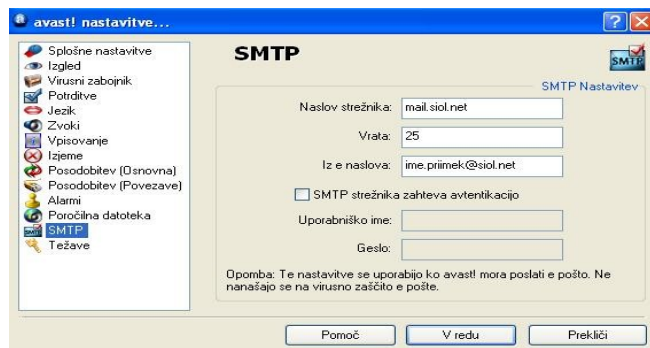 avast! nastavitve...
Splošne nastavitve
Izgled
Virusni zabojnik
Potrditve
Jezik
Zvoki
Vpisovanje
Izjeme
Posodobitev (Osnovna)
Posodobitev (Povezave)
Alarmi
Poročilna datoteka
SMTP
Težave
SMTP
SMTP
SMTP Nastavitev
Naslov strežnika: mail.siol.net
Vrata: 25
Iz e naslova: ime.priimek@siol.net
SMTP strežnika zahteva avtentikacijo
Uporabniško ime:
Geslo:
Opomba: Te nastavitve se uporabijo ko avast! mora poslati e pošto. Ne
nanašajo se na virusno zaščito e pošte.
Pomoč V redu Prekliči